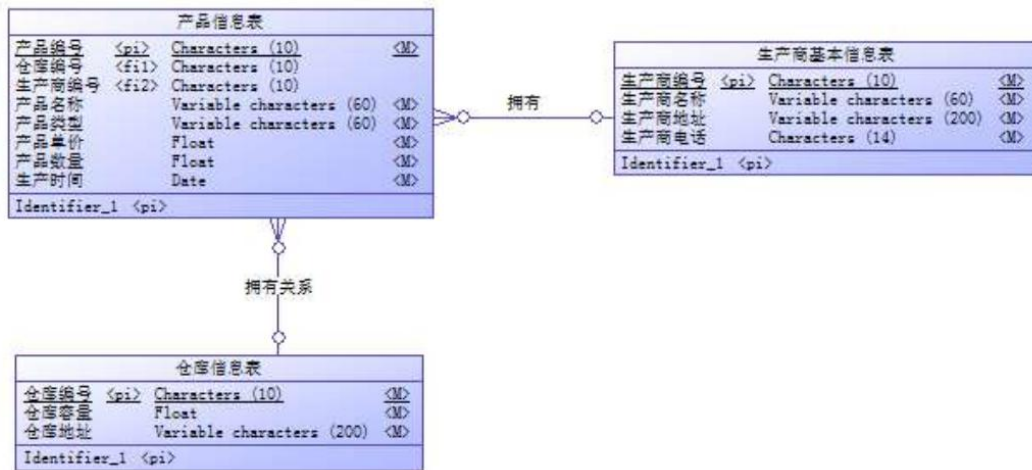 产品信息表
产品编号 <pi> Characters (10) <M>
仓库编号 <fi1> Characters (10)
生产商编号 <fi2> Characters (10)
产品名称 Variable characters (60) <M>
产品类型 Variable characters (60) <M>
产品单价 Float <M>
产品数量 Float <M>
生产时间 Date <M>
Identifier_1 <pi>
拥有
生产商基本信息表
生产商编号 <pi> Characters (10) <M>
生产商名称 Variable characters (60) <M>
生产商地址 Variable characters (200) <M>
生产商电话 Characters (14) <M>
Identifier_1 <pi>
拥有关系
仓库信息表
仓库编号 <pi> Characters (10) <M>
仓库容量 Float <M>
仓库地址 Variable characters (200) <M>
Identifier_1 <pi>